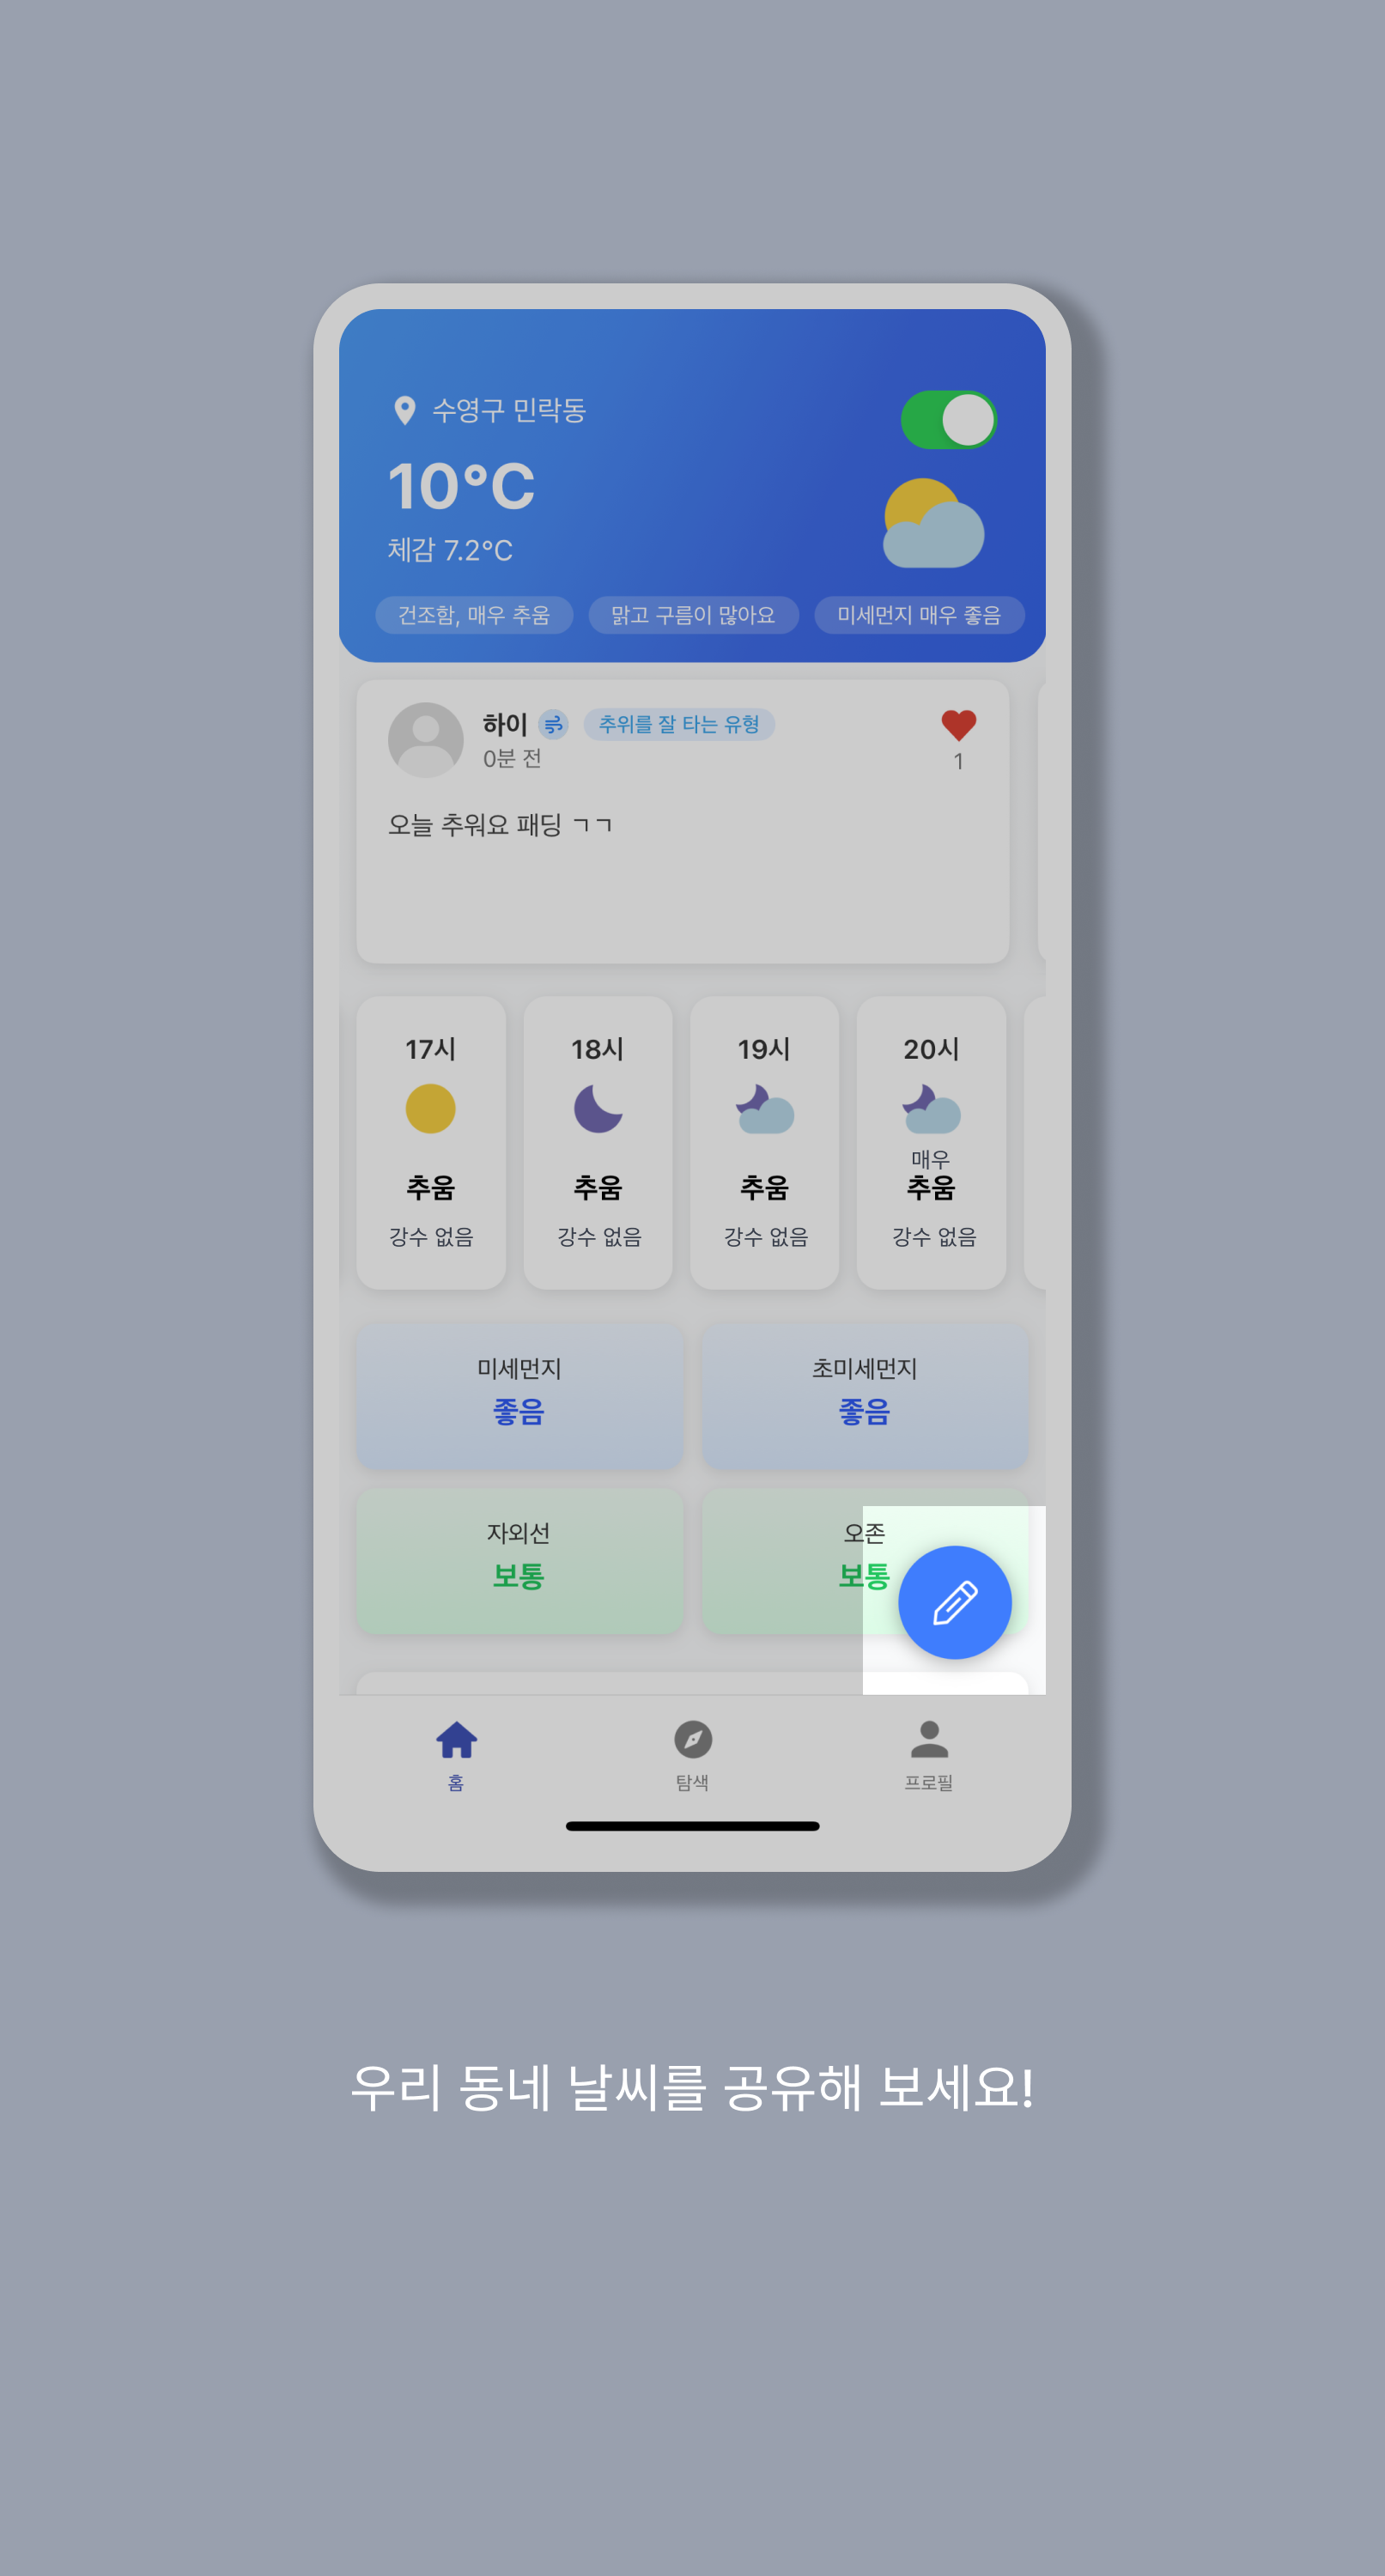 수영구 민락동
10°C
체감 7.2°C
건조함, 매우 추움 맑고 구름이 많아요 미세먼지 매우 좋음
하이 추위를 잘 타는 유형
0분 전
1
오늘 추워요 패딩 ㄱㄱ
17시 18시 19시 20시
매우
추움 추움 추움 추움
강수 없음 강수 없음 강수 없음 강수 없음
미세먼지 초미세먼지
좋음 좋음
자외선 오존
보통 보통
홈 탐색 프로필
우리 동네 날씨를 공유해 보세요!